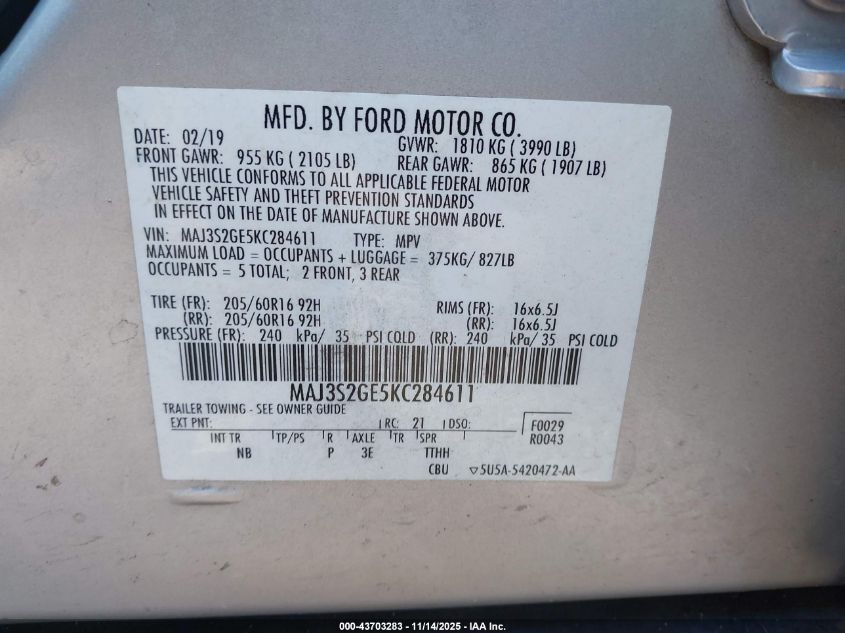 MFD. BY FORD MOTOR CO.
DATE: 02/19 GVWR: 1810 KG ( 3990 LB)
FRONT GAWR: 955 KG ( 2105 LB) REAR GAWR: 865 KG ( 1907 LB)
THIS VEHICLE CONFORMS TO ALL APPLICABLE FEDERAL MOTOR
VEHICLE SAFETY AND THEFT PREVENTION STANDARDS
IN EFFECT ON THE DATE OF MANUFACTURE SHOWN ABOVE.
VIN: MAJ3S2GE5KC284611 TYPE: MPV
MAXIMUM LOAD = OCCUPANTS + LUGGAGE = 375KG/ 827LB
OCCUPANTS = 5 TOTAL; 2 FRONT, 3 REAR
TIRE (FR): 205/60R16 92H RIMS (FR): 16x6.5J
(RR): 205/60R16 92H (RR): 16x6.5J
PRESSURE (FR): 240 kPa/ 35 PSI COLD (RR): 240 kPa/ 35 PSI COLD
MAJ3S2GE5KC284611
TRAILER TOWING - SEE OWNER GUIDE
EXT PNT: RC: 21 DSO: F0029
R0043
INT TR TP/PS R AXLE TR SPR
NB P 3E TTHH
CBU 5U5A-5420472-AA
000-43703283 - 11/14/2025 - IAA Inc.